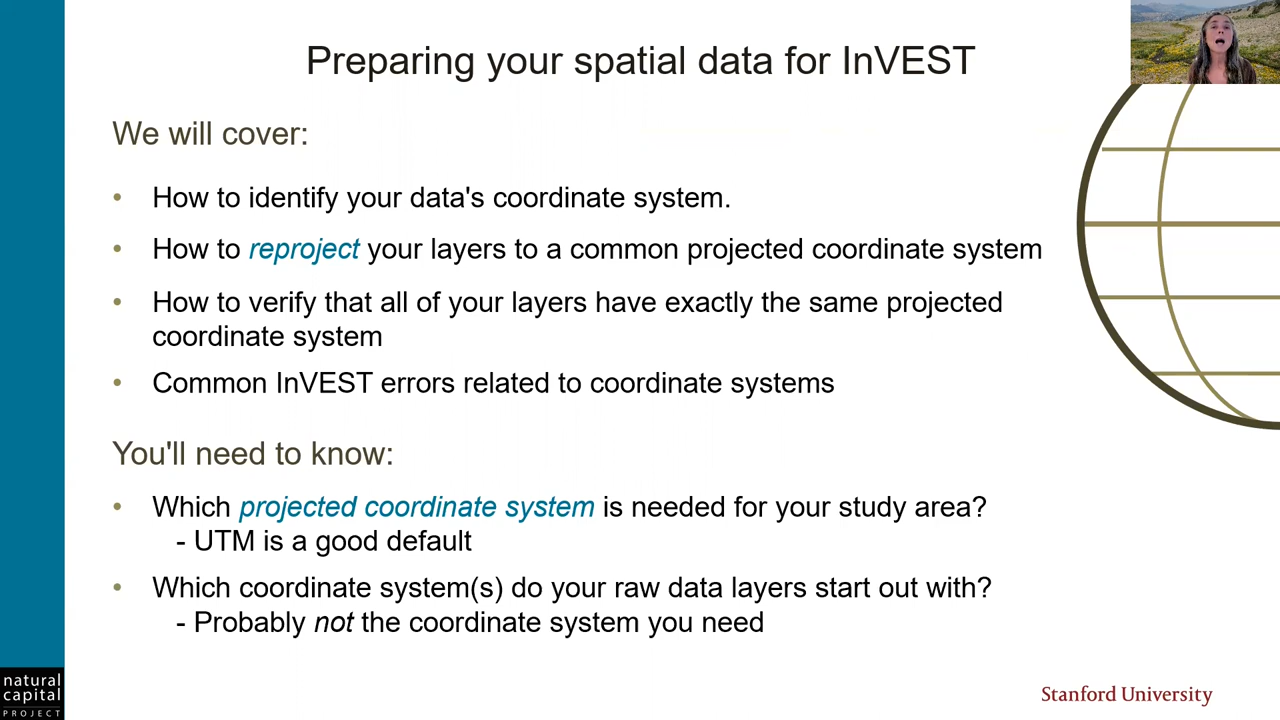 Preparing your spatial data for InVEST
We will cover:
• How to identify your data's coordinate system.
• How to reproject your layers to a common projected coordinate system
• How to verify that all of your layers have exactly the same projected
coordinate system
• Common InVEST errors related to coordinate systems
You'll need to know:
• Which projected coordinate system is needed for your study area?
- UTM is a good default
• Which coordinate system(s) do your raw data layers start out with?
- Probably not the coordinate system you need
natural
capital
PROJECT
Stanford University